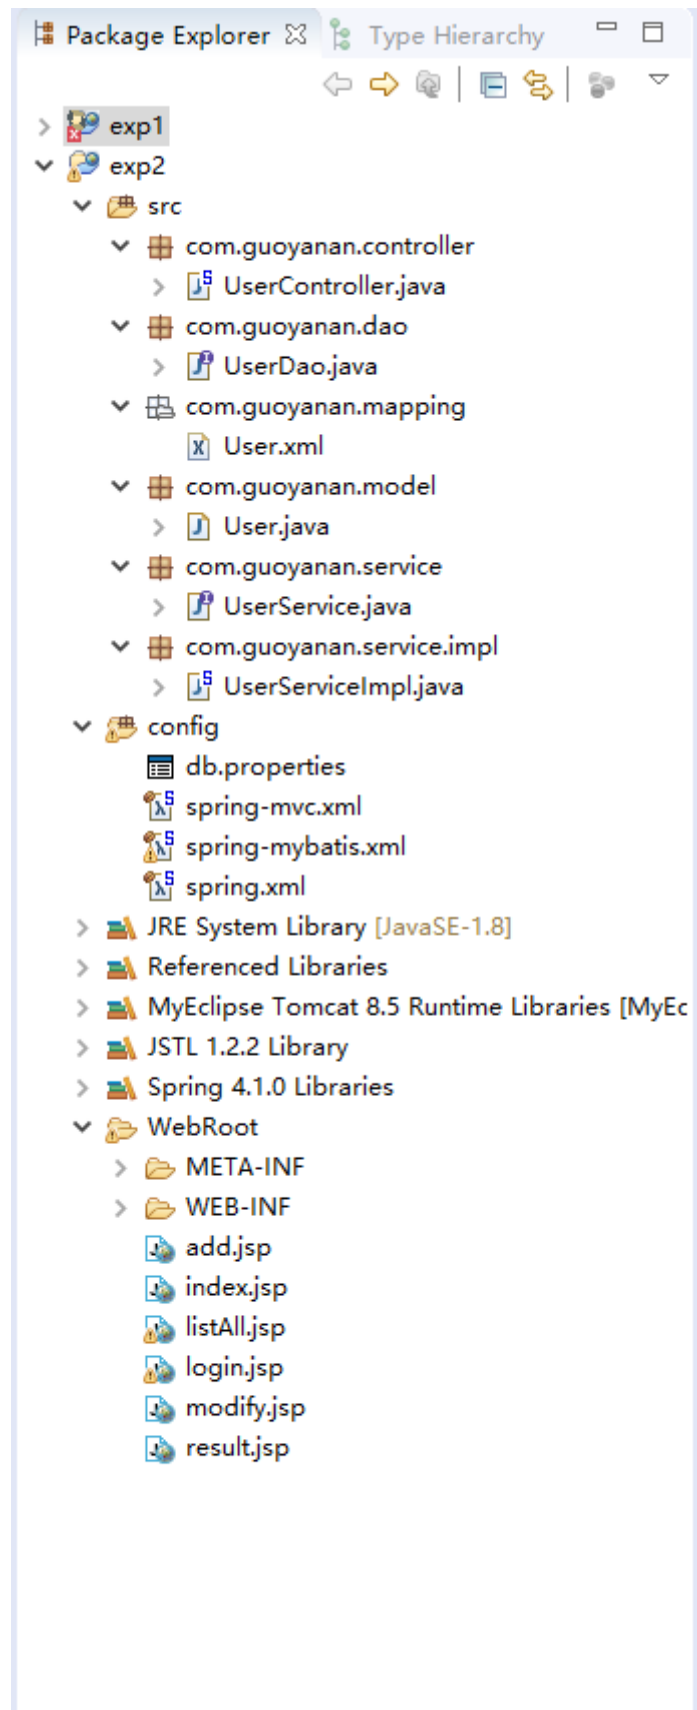 Package Explorer
Type Hierarchy
exp1
exp2
src
com.guoyanan.controller
UserController.java
com.guoyanan.dao
UserDao.java
com.guoyanan.mapping
User.xml
com.guoyanan.model
User.java
com.guoyanan.service
UserService.java
com.guoyanan.service.impl
UserServiceImpl.java
config
db.properties
spring-mvc.xml
spring-mybatis.xml
spring.xml
JRE System Library [JavaSE-1.8]
Referenced Libraries
MyEclipse Tomcat 8.5 Runtime Libraries [MyEc
JSTL 1.2.2 Library
Spring 4.1.0 Libraries
WebRoot
META-INF
WEB-INF
add.jsp
index.jsp
listAll.jsp
login.jsp
modify.jsp
result.jsp